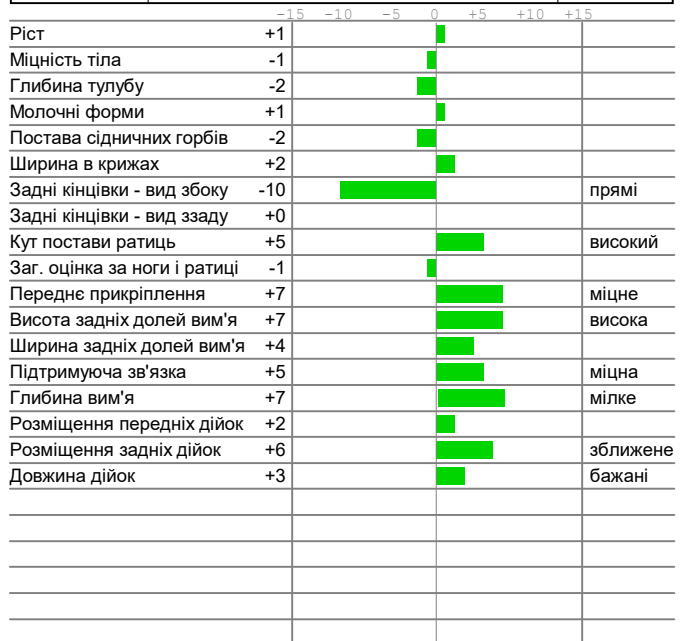 -15 -10 -5 0 +5 +10 +15
Ріст +1
Міцність тіла -1
Глибина тулубу -2
Молочні форми +1
Постава сідничних горбів -2
Ширина в крижах +2
Задні кінцівки - вид збоку -10 прямі
Задні кінцівки - вид ззаду +0
Кут постави ратиць +5 високий
Заг. оцінка за ноги і ратиці -1
Переднє прикріплення +7 міцне
Висота задніх долей вим'я +7 висока
Ширина задніх долей вим'я +4
Підтримуюча зв'язка +5 міцна
Глибина вим'я +7 мілке
Розміщення передніх дійок +2
Розміщення задніх дійок +6 зближене
Довжина дійок +3 бажані